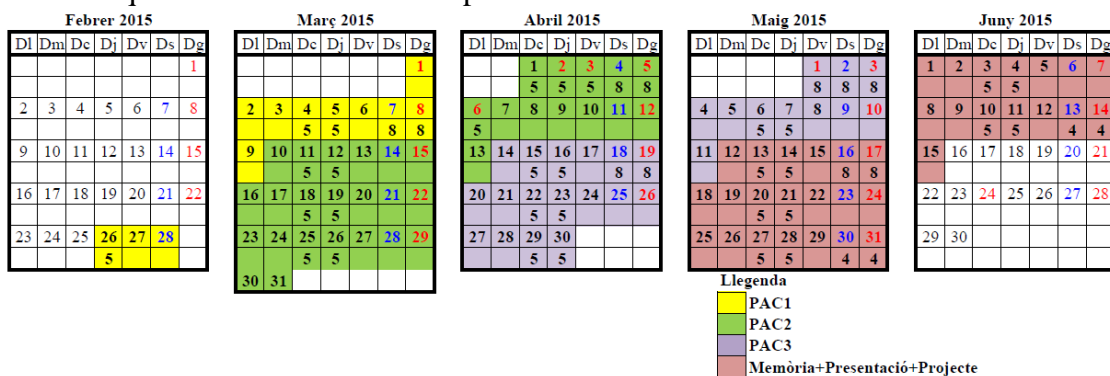 Febrer 2015
Dl Dm Dc Dj Dv Ds Dg
1
2 3 4 5 6 7 8
9 10 11 12 13 14 15
16 17 18 19 20 21 22
23 24 25 26 27 28
5
Març 2015
Dl Dm Dc Dj Dv Ds Dg
1
2 3 4 5 6 7 8
5 5 8 8
9 10 11 12 13 14 15
5 5
16 17 18 19 20 21 22
5 5
23 24 25 26 27 28 29
5 5
30 31
Abril 2015
Dl Dm Dc Dj Dv Ds Dg
1 2 3 4 5
5 5 5 8 8
6 7 8 9 10 11 12
5
13 14 15 16 17 18 19
5 5 8 8
20 21 22 23 24 25 26
5 5
27 28 29 30
5 5
Maig 2015
Dl Dm Dc Dj Dv Ds Dg
1 2 3
8 8 8
4 5 6 7 8 9 10
5 5
11 12 13 14 15 16 17
5 5 8 8
18 19 20 21 22 23 24
5 5
25 26 27 28 29 30 31
5 5 4 4
Juny 2015
Dl Dm Dc Dj Dv Ds Dg
1 2 3 4 5 6 7
5 5
8 9 10 11 12 13 14
5 5 4 4
15 16 17 18 19 20 21
22 23 24 25 26 27 28
29 30
Llegenda
PAC1
PAC2
PAC3
Memòria+Presentació+Projecte